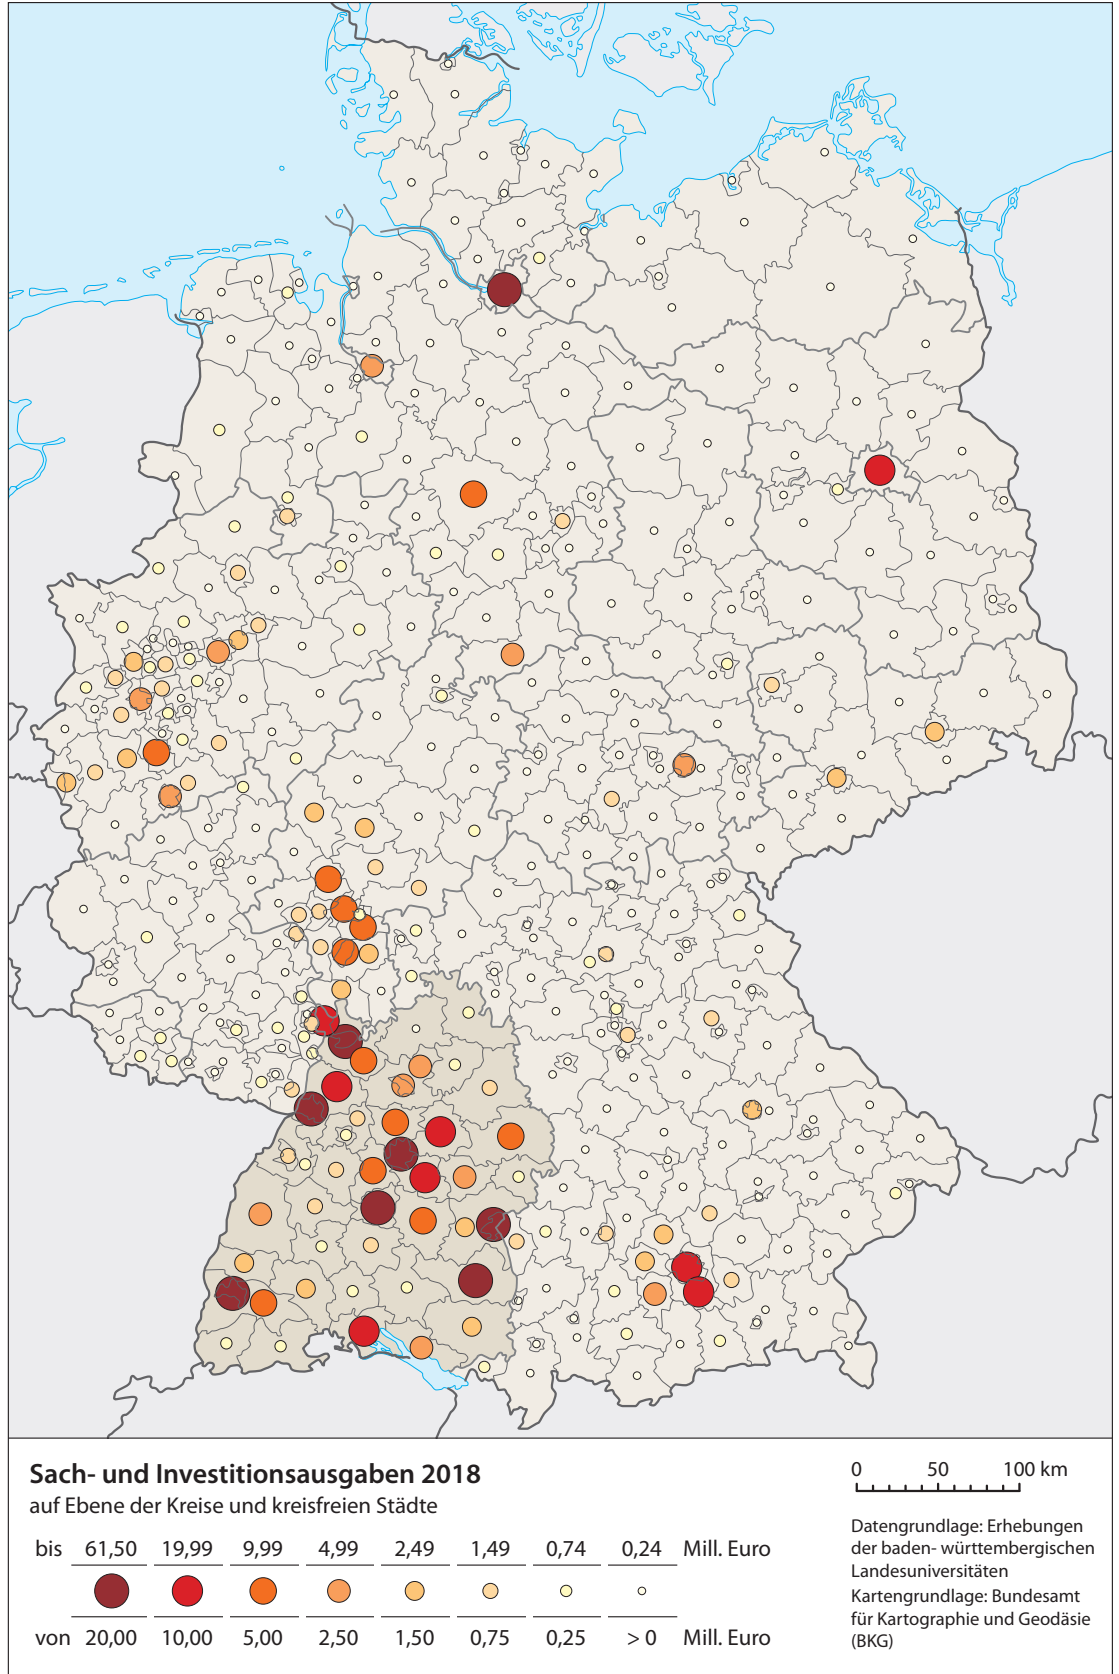 Sach- und Investitionsausgaben 2018
auf Ebene der Kreise und kreisfreien Städte
bis 61,50 19,99 9,99 4,99 2,49 1,49 0,74 0,24 Mill. Euro
von 20,00 10,00 5,00 2,50 1,50 0,75 0,25 > 0 Mill. Euro
0 50 100 km
Datengrundlage: Erhebungen
der baden- württembergischen
Landesuniversitäten
Kartengrundlage: Bundesamt
für Kartographie und Geodäsie
(BKG)